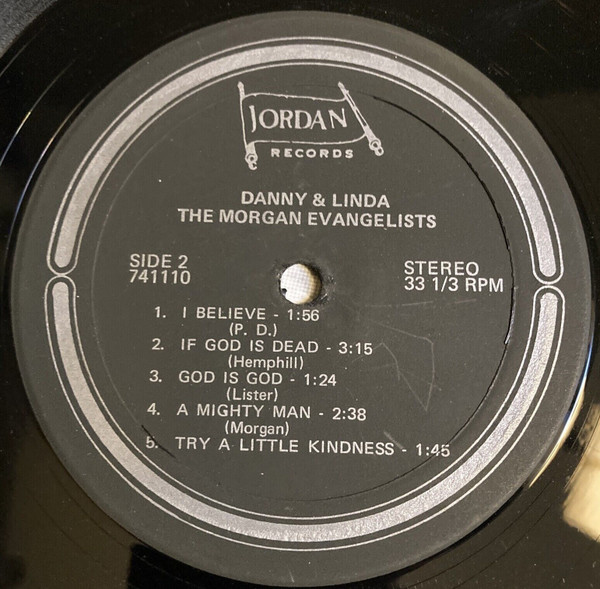 JORDAN
RECORDS
DANNY & LINDA
THE MORGAN EVANGELISTS
SIDE 2
741110
STEREO
33 1/3 RPM
1. I BELIEVE - 1:56
(P. D.)
2. IF GOD IS DEAD - 3:15
(Hemphill)
3. GOD IS GOD - 1:24
(Lister)
4. A MIGHTY MAN - 2:38
(Morgan)
5. TRY A LITTLE KINDNESS - 1:45